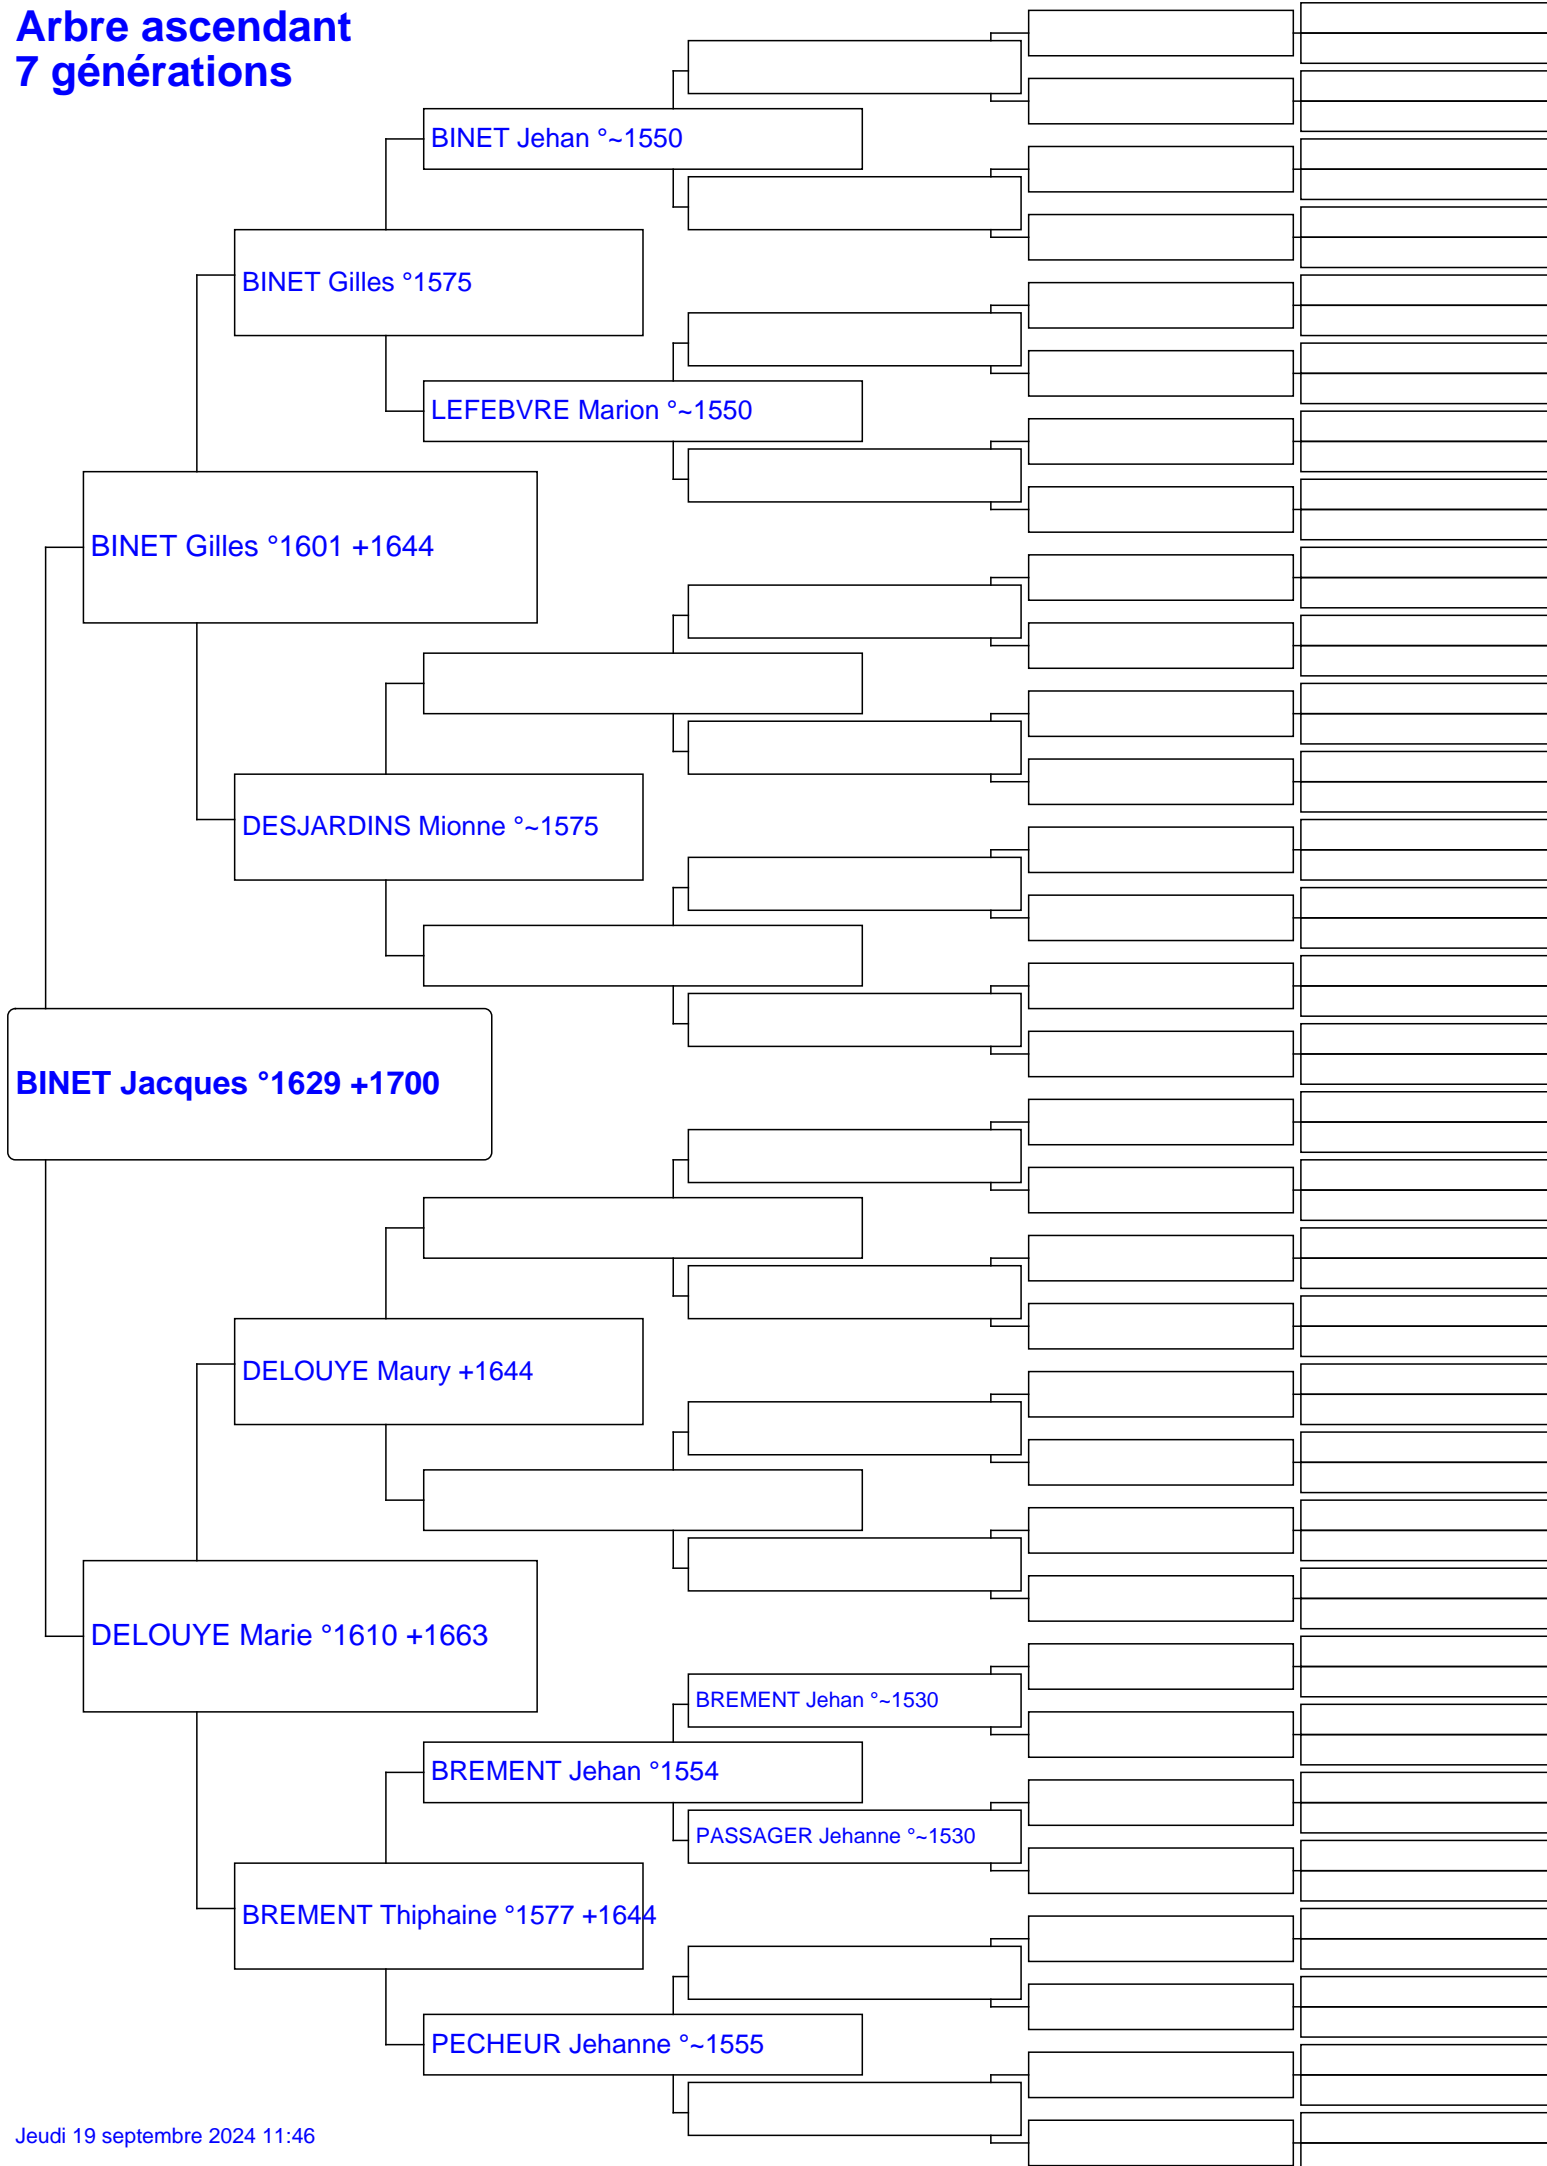 Arbre ascendant
7 générations
BINET Jehan °~1550
BINET Gilles °1575
LEFEBVRE Marion °~1550
BINET Gilles °1601 +1644
DESJARDINS Mionne °~1575
BINET Jacques °1629 +1700
DELOUYE Maury +1644
DELOUYE Marie °1610 +1663
BREMENT Jehan °~1530
BREMENT Jehan °1554
PASSAGER Jehanne °~1530
BREMENT Thiphaine °1577 +1644
PECHEUR Jehanne °~1555
Jeudi 19 septembre 2024 11:46